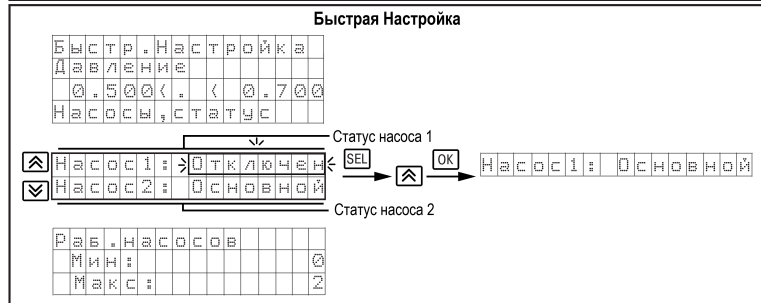 Быстрая Настройка
Быстр.Настройка
Давление
0.500<. < 0.700
Насосы,статус
Статус насоса 1
Насос1: Отключен
SEL
OK
Насос1: Основной
Насос2: Основной
Статус насоса 2
Раб.насосов
Мин: 0
Макс: 2